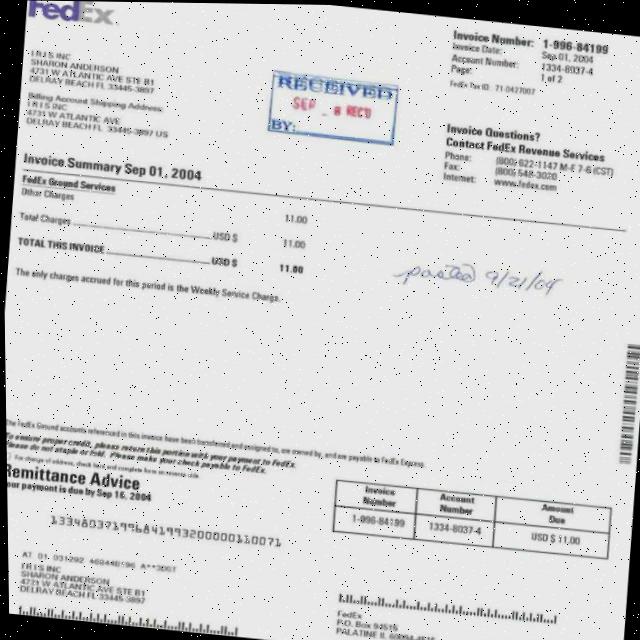 FedEx
Invoice Number: 1-996-84199
Invoice Date: Sep 01, 2004
Account Number: 1334-8037-4
Page: 1 of 2
FedEx Tax ID: 71-0427007
I R I S INC
SHARON ANDERSON
4731 W ATLANTIC AVE STE B1
DELRAY BEACH FL 33445-3897
Billing Account Shipping Address:
I R I S INC
4731 W ATLANTIC AVE
DELRAY BEACH FL 33445-3897 US
RECEIVED
SEP - 8 RECD
BY:
Invoice Questions?
Contact FedEx Revenue Services
Phone: (800) 622-1147 M-F 7-6 (CST)
Fax: (800) 548-3020
Internet: www.fedex.com
Invoice Summary Sep 01, 2004
FedEx Ground Services
Other Charges 11.00
Total Charges USD $ 11.00
TOTAL THIS INVOICE USD $ 11.00
posted 9/21/04
The only charges accrued for this period is the Weekly Service Charge.
The FedEx Ground accounts referenced in this invoice have been transferred and assigned to, are owned by, and are payable to FedEx Express.
To ensure proper credit, please return this portion with your payment to FedEx.
Please do not staple or fold. Please make your check payable to FedEx.
For change of address, check here and complete form on reverse side.
Remittance Advice
Your payment is due by Sep 16, 2004
Invoice Number Account Number Amount Due
1-996-84199 1334-8037-4 USD $ 11.00
I R I S INC
SHARON ANDERSON
4731 W ATLANTIC AVE STE B1
DELRAY BEACH FL 33445-3897
FedEx
P.O. Box 94515
PALATINE IL